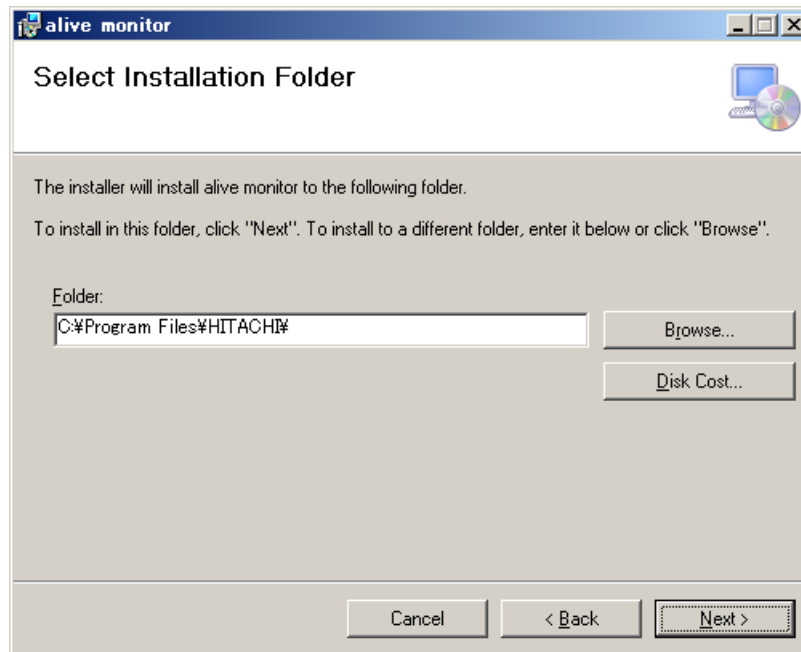 alive monitor
Select Installation Folder
The installer will install alive monitor to the following folder.
To install in this folder, click "Next". To install to a different folder, enter it below or click "Browse".
Folder:
C:¥Program Files¥HITACHI¥
Browse...
Disk Cost...
Cancel
< Back
Next >